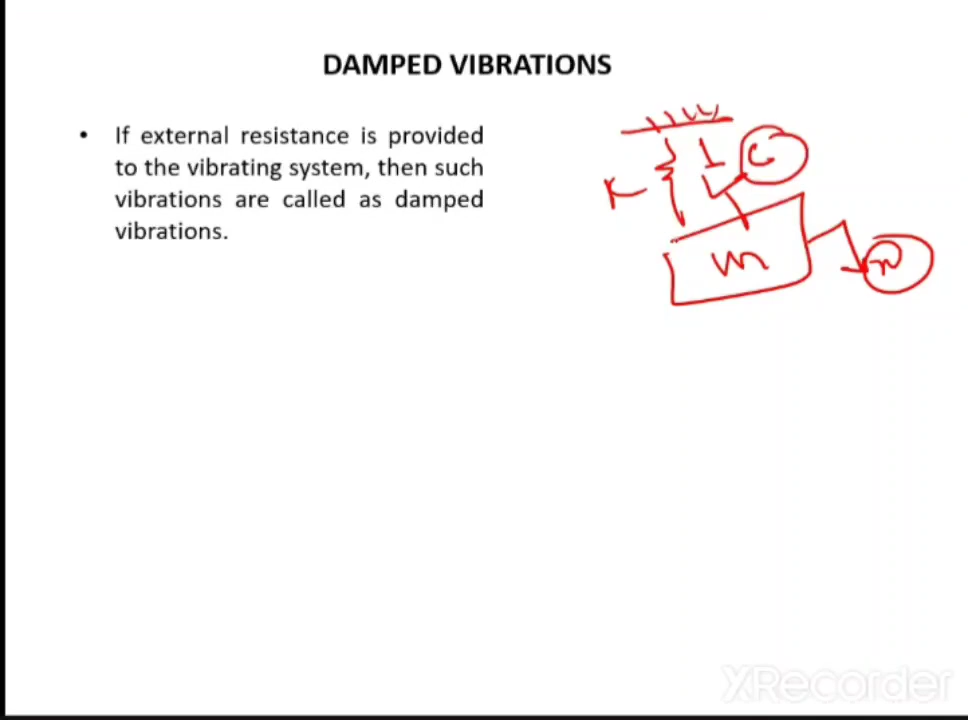 DAMPED VIBRATIONS
• If external resistance is provided
to the vibrating system, then such
vibrations are called as damped
vibrations.
K
C
m
XRecorder